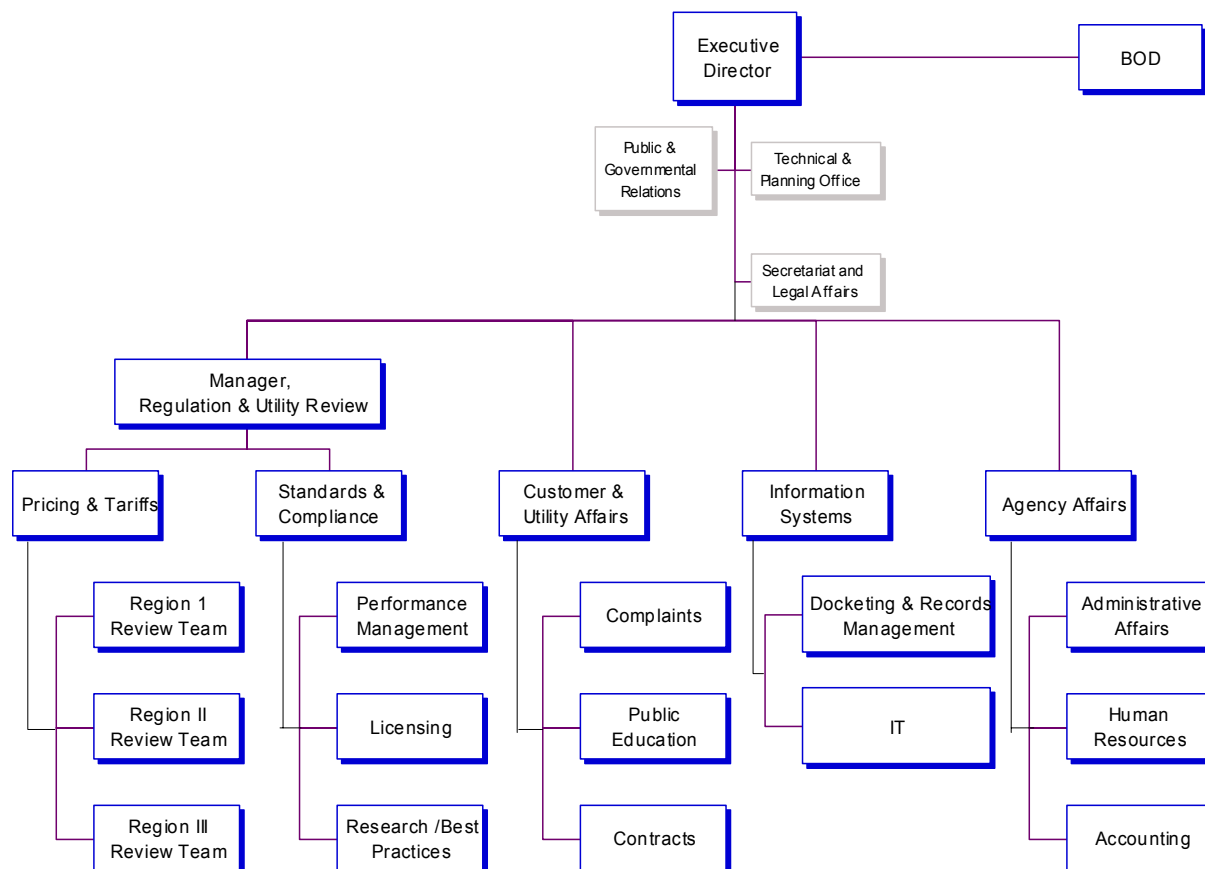 Executive
Director
BOD
Public &
Governmental
Relations
Technical &
Planning Office
Secretariat and
Legal Affairs
Manager,
Regulation & Utility Review
Pricing & Tariffs
Standards &
Compliance
Customer &
Utility Affairs
Information
Systems
Agency Affairs
Region 1
Review Team
Performance
Management
Complaints
Docketing & Records
Management
Administrative
Affairs
Region II
Review Team
Licensing
Public
Education
IT
Human
Resources
Region III
Review Team
Research /Best
Practices
Contracts
Accounting